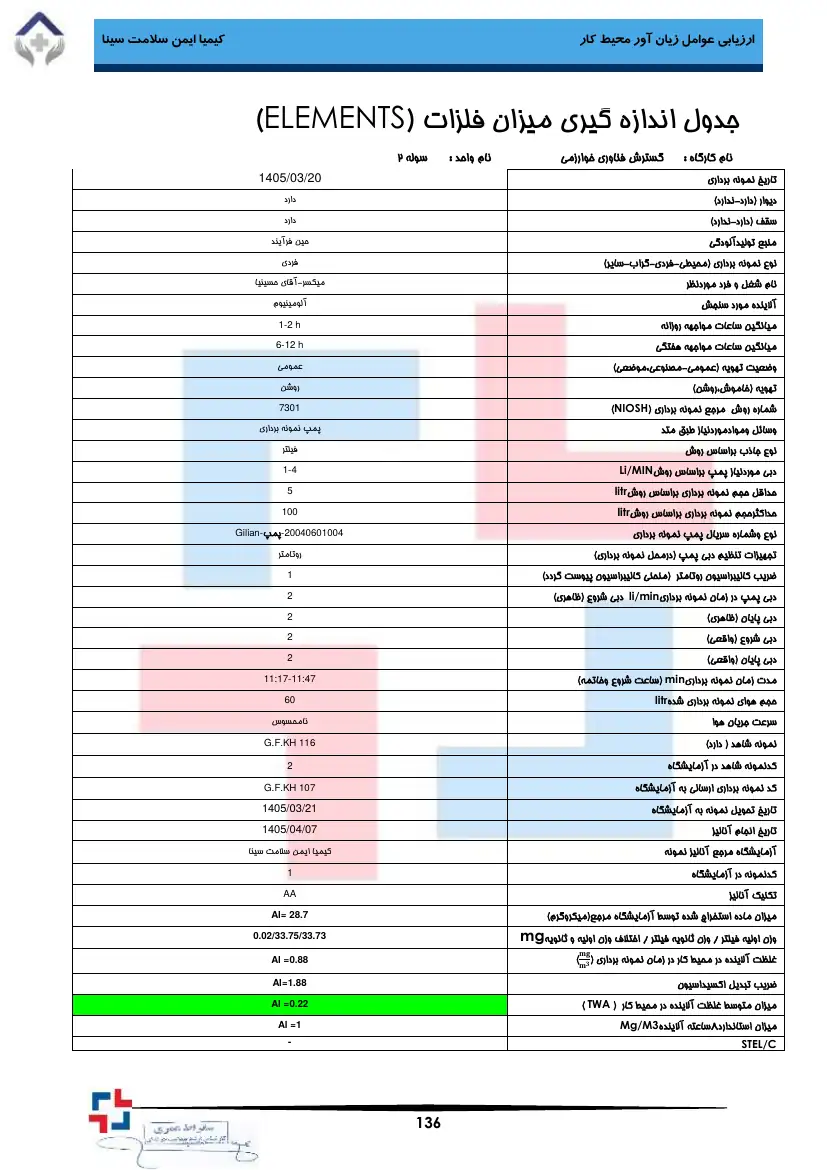 ارزیابی عوامل زیان آور محیط کار
کیمیا ایمن سلامت سینا
جدول اندازه گیری میزان فلزات (ELEMENTS)
نام کارگاه : گسترش فناوری خوارزمی نام واحد : سوله ۲
تاریخ نمونه برداری 1405/03/20
دیوار (دارد-ندارد) دارد
سقف (دارد-ندارد) دارد
منبع تولیدآلودگی حین فرآیند
نوع نمونه برداری (محیطی-فردی-گراب-سایر) فردی
نام شغل و فرد موردنظر میکسر-آقای حسینیا
آلاینده مورد سنجش آلومینیوم
میانگین ساعات مواجهه روزانه 1-2 h
میانگین ساعات مواجهه هفتگی 6-12 h
وضعیت تهویه (عمومی-مصنوعی،موضعی) عمومی
تهویه (خاموش،روشن) روشن
شماره روش مرجع نمونه برداری (NIOSH) 7301
وسائل وموادموردنیاز طبق متد پمپ نمونه برداری
نوع جاذب براساس روش فیلتر
دبی موردنیاز پمپ براساس روشLi/MIN 1-4
حداقل حجم نمونه برداری براساس روشlitr 5
حداکثرحجم نمونه برداری براساس روشlitr 100
نوع وشماره سریال پمپ نمونه برداری Gilian-پمپ-20040601004
تجهیزات تنظیم دبی پمپ (درمحل نمونه برداری) روتامتر
ضریب کالیبراسیون روتامتر (منحنی کالیبراسیون پیوست گردد) 1
دبی پمپ در زمان نمونه برداریli/min دبی شروع (ظاهری) 2
دبی پایان (ظاهری) 2
دبی شروع (واقعی) 2
دبی پایان (واقعی) 2
مدت زمان نمونه برداریmin (ساعت شروع وخاتمه) 11:17-11:47
حجم هوای نمونه برداری شدهlitr 60
سرعت جریان هوا نامحسوس
نمونه شاهد ( دارد) G.F.KH 116
کدنمونه شاهد در آزمایشگاه 2
کد نمونه برداری ارسالی به آزمایشگاه G.F.KH 107
تاریخ تحویل نمونه به آزمایشگاه 1405/03/21
تاریخ انجام آنالیز 1405/04/07
آزمایشگاه مرجع آنالیز نمونه کیمیا ایمن سلامت سینا
کدنمونه در آزمایشگاه 1
تکنیک آنالیز AA
میزان ماده استخراج شده توسط آزمایشگاه مرجع(میکروگرم) Al= 28.7
وزن اولیه فیلتر / وزن ثانویه فیلتر / اختلاف وزن اولیه و ثانویهmg 0.02/33.75/33.73
غلظت آلاینده در محیط کار در زمان نمونه برداری (mg/m³) Al =0.88
ضریب تبدیل اکسیداسیون Al=1.88
میزان متوسط غلظت آلاینده در محیط کار ( TWA ) Al =0.22
میزان استاندارد۸ساعته آلایندهMg/M3 Al =1
STEL/C -
136